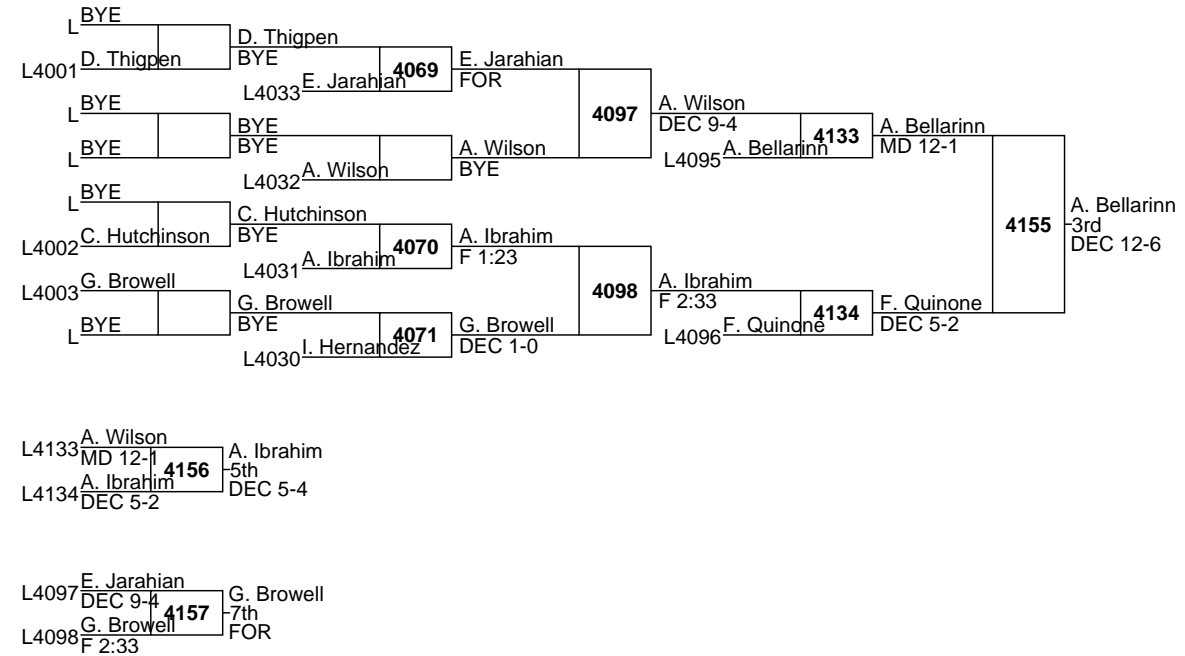 BYE
L
D. Thigpen
BYE
L4001 D. Thigpen
4069
E. Jarahian
FOR
L4033 E. Jarahian
L BYE
4097
A. Wilson
DEC 9-4
BYE
BYE
4133
A. Bellarinn
MD 12-1
L BYE
A. Wilson
BYE
L4095 A. Bellarinn
L4032 A. Wilson
L BYE
C. Hutchinson
BYE
A. Bellarinn
3rd
DEC 12-6
4155
L4002 C. Hutchinson
4070
A. Ibrahim
F 1:23
L4031 A. Ibrahim
L4003 G. Browell
4098
A. Ibrahim
F 2:33
G. Browell
BYE
4134
F. Quinone
DEC 5-2
L BYE
4071
G. Browell
DEC 1-0
L4096 F. Quinone
L4030 I. Hernandez
L4133 A. Wilson
MD 12-1
4156
A. Ibrahim
5th
DEC 5-4
L4134 A. Ibrahim
DEC 5-2
L4097 E. Jarahian
DEC 9-4
4157
G. Browell
7th
FOR
L4098 G. Browell
F 2:33